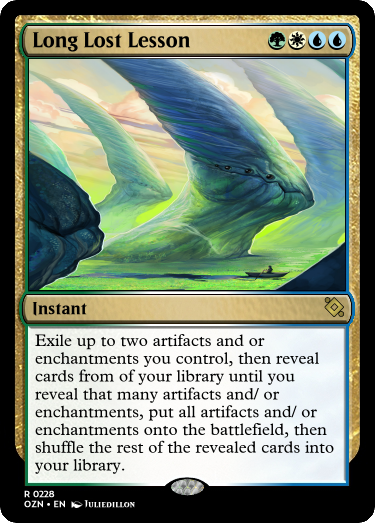 Long Lost Lesson
Instant
Exile up to two artifacts and or
enchantments you control, then reveal
cards from of your library until you
reveal that many artifacts and/ or
enchantments, put all artifacts and/ or
enchantments onto the battlefield, then
shuffle the rest of the revealed cards into
your library.
R 0228
OZN • EN JULIEDILLON